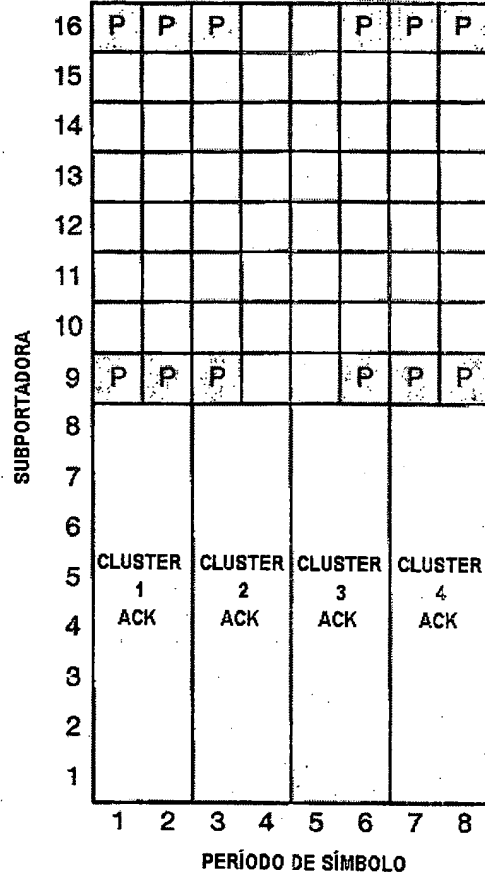 16 P P P P P P
15
14
13
12
11
10
9 P P P P P P
8
7
6
5
4
3
2
1
SUBPORTADORA
CLUSTER 1 ACK
CLUSTER 2 ACK
CLUSTER 3 ACK
CLUSTER 4 ACK
1 2 3 4 5 6 7 8
PERÍODO DE SÍMBOLO